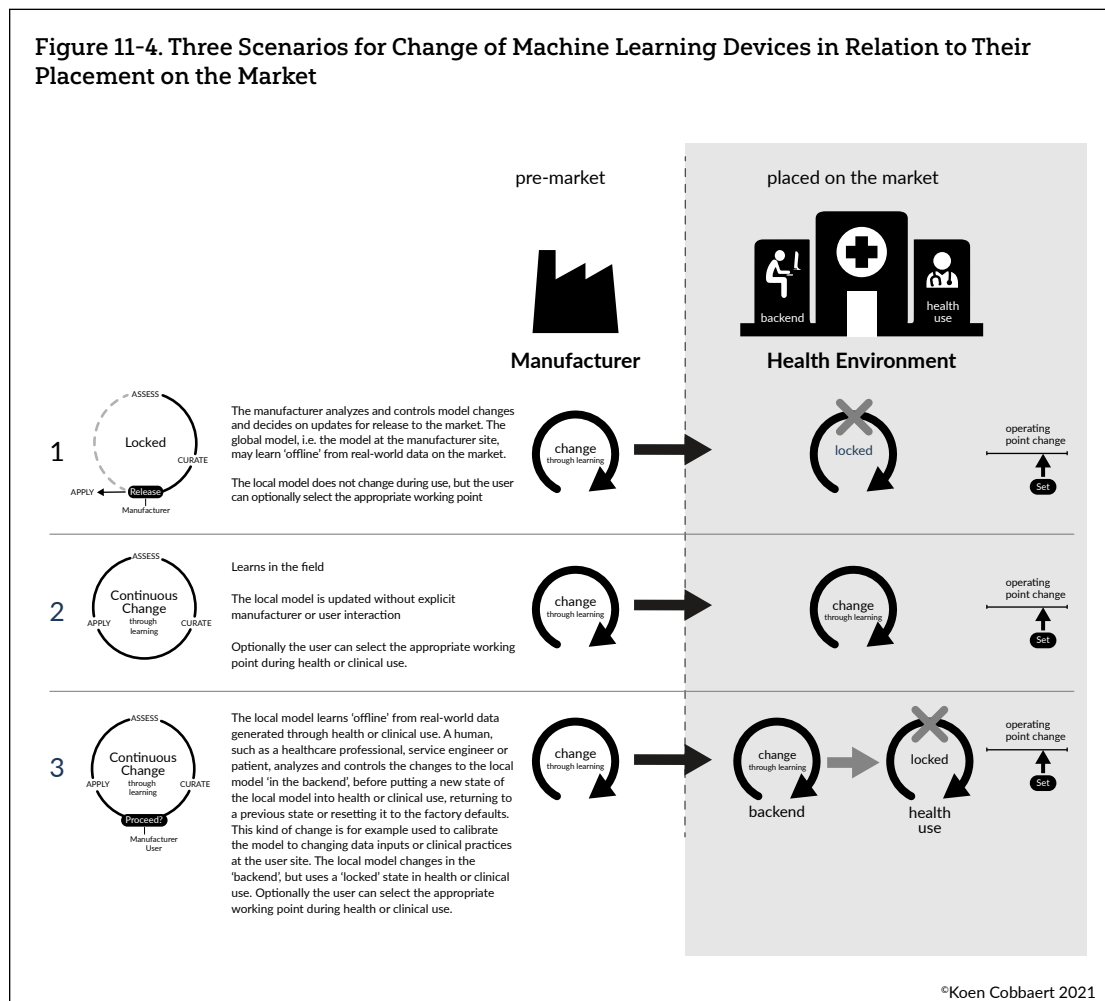 Figure 11-4. Three Scenarios for Change of Machine Learning Devices in Relation to Their
Placement on the Market
pre-market
placed on the market
backend
health
use
Manufacturer
Health Environment
1
ASSESS
Locked
CURATE
APPLY
Release
Manufacturer
The manufacturer analyzes and controls model changes
and decides on updates for release to the market. The
global model, i.e. the model at the manufacturer site,
may learn ‘offline’ from real-world data on the market.
The local model does not change during use, but the user
can optionally select the appropriate working point
change
through learning
locked
operating
point change
Set
2
ASSESS
Continuous
Change
through
learning
APPLY
CURATE
Learns in the field
The local model is updated without explicit
manufacturer or user interaction
Optionally the user can select the appropriate working
point during health or clinical use.
change
through learning
change
through learning
operating
point change
Set
3
ASSESS
Continuous
Change
through
learning
APPLY
CURATE
Proceed?
Manufacturer
User
The local model learns ‘offline’ from real-world data
generated through health or clinical use. A human,
such as a healthcare professional, service engineer or
patient, analyzes and controls the changes to the local
model ‘in the backend’, before putting a new state of
the local model into health or clinical use, returning to
a previous state or resetting it to the factory defaults.
This kind of change is for example used to calibrate
the model to changing data inputs or clinical practices
at the user site. The local model changes in the
‘backend’, but uses a ‘locked’ state in health or clinical
use. Optionally the user can select the appropriate
working point during health or clinical use.
change
through learning
change
through learning
backend
locked
health
use
operating
point change
Set
©Koen Cobbaert 2021